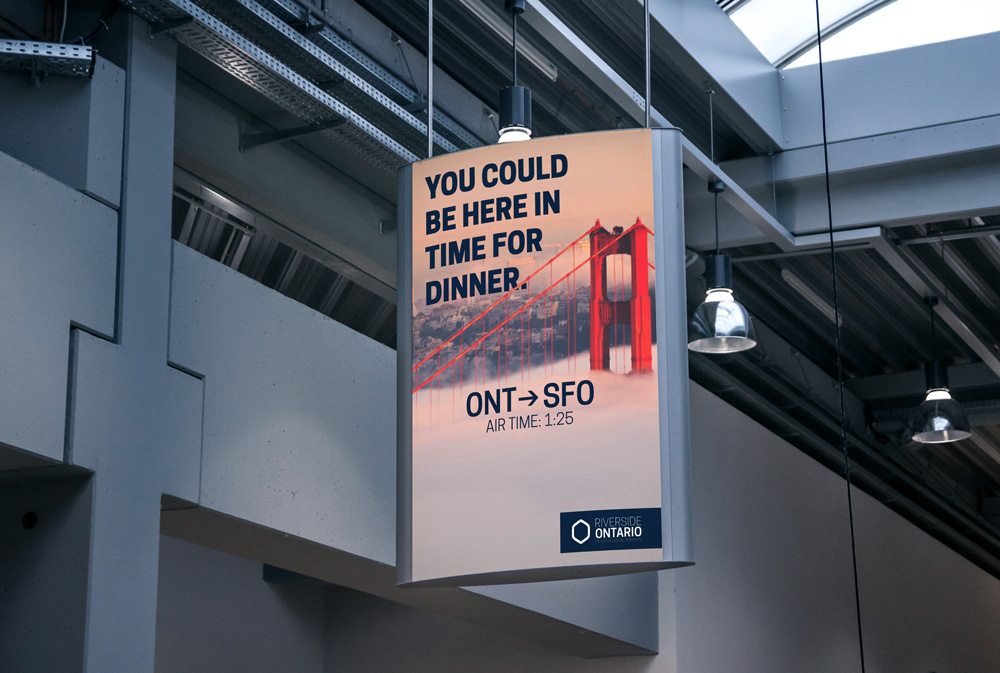 YOU COULD
BE HERE IN
TIME FOR
DINNER.
ONT→SFO
AIR TIME: 1:25
RIVERSIDE
ONTARIO